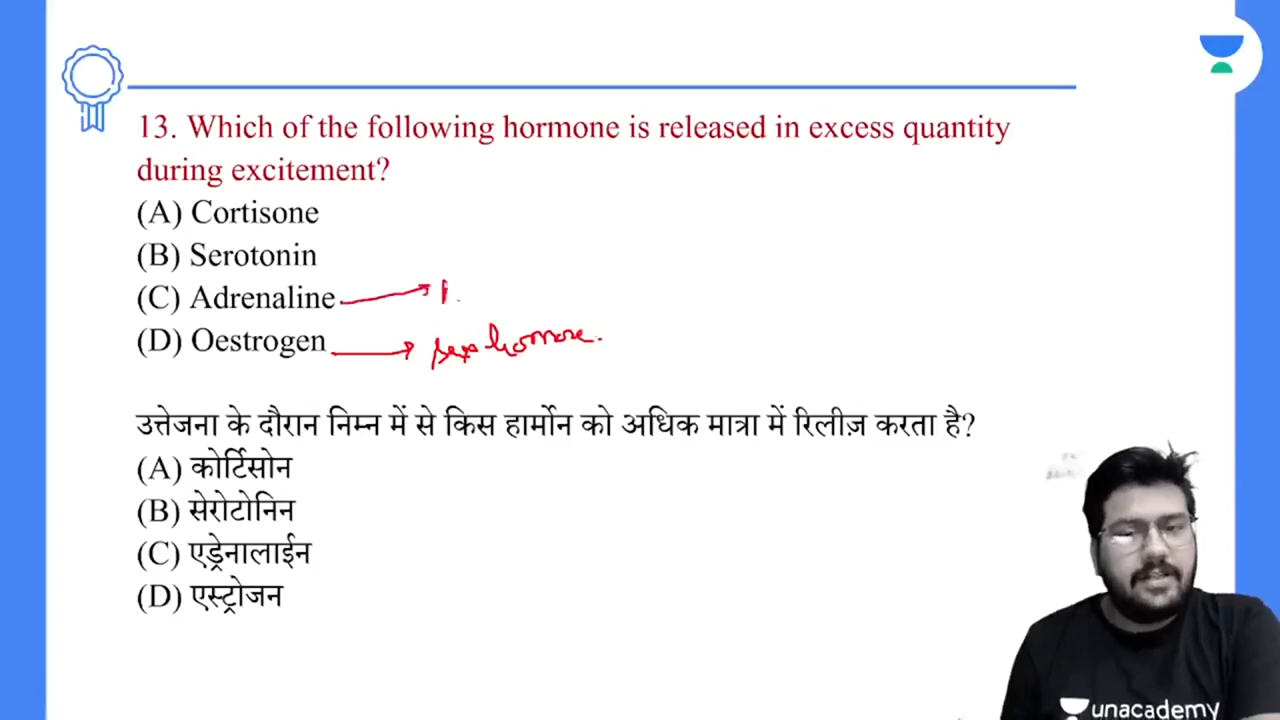 13. Which of the following hormone is released in excess quantity
during excitement?
(A) Cortisone
(B) Serotonin
(C) Adrenaline
(D) Oestrogen → sex hormone.
उत्तेजना के दौरान निम्न में से किस हार्मोन को अधिक मात्रा में रिलीज़ करता है?
(A) कोर्टिसोन
(B) सेरोटोनिन
(C) एड्रेनालाईन
(D) एस्ट्रोजन
unacademy